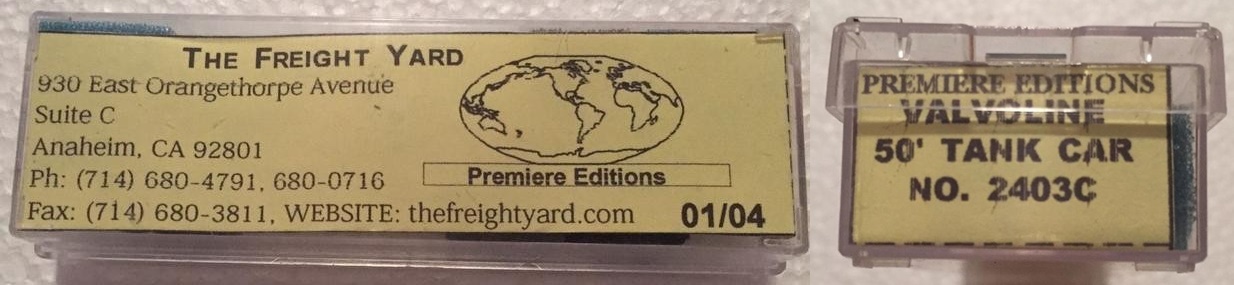 THE FREIGHT YARD
930 East Orangethorpe Avenue
Suite C
Anaheim, CA 92801
Ph: (714) 680-4791, 680-0716
Fax: (714) 680-3811, WEBSITE: thefreightyard.com
Premiere Editions
01/04
PREMIERE EDITIONS
VALVOLINE
50' TANK CAR
NO. 2403C